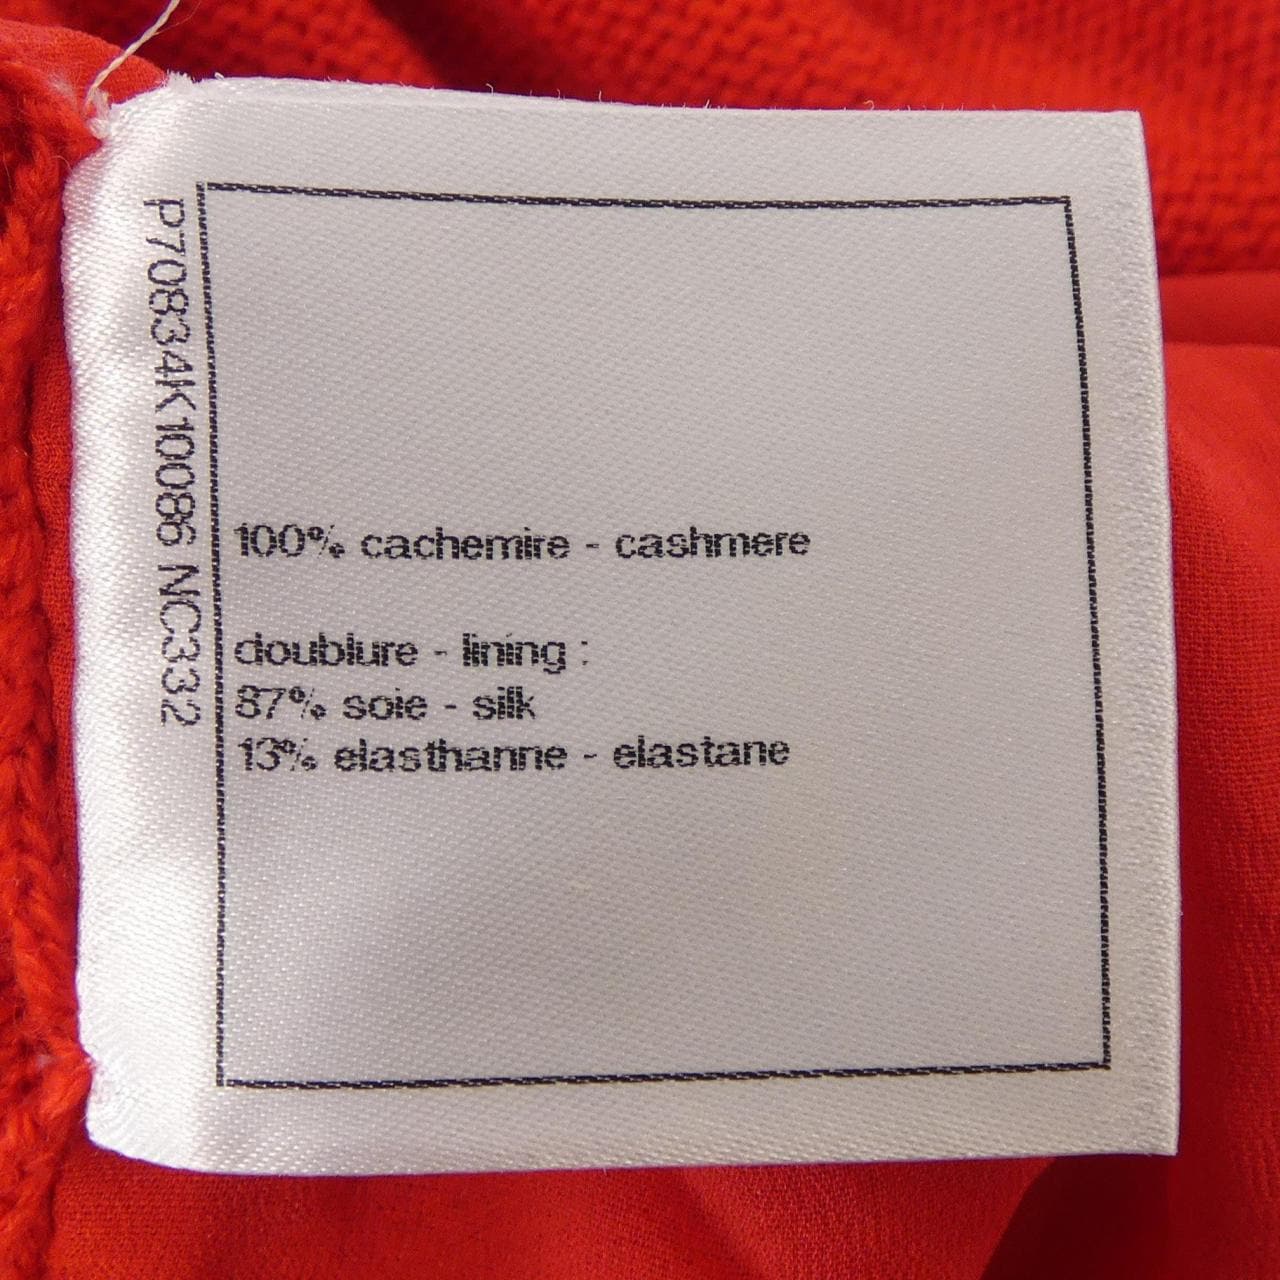 P70834K10086 NC332
100% cachemire - cashmere
doublure - lining :
87% soie - silk
13% elasthanne - elastane